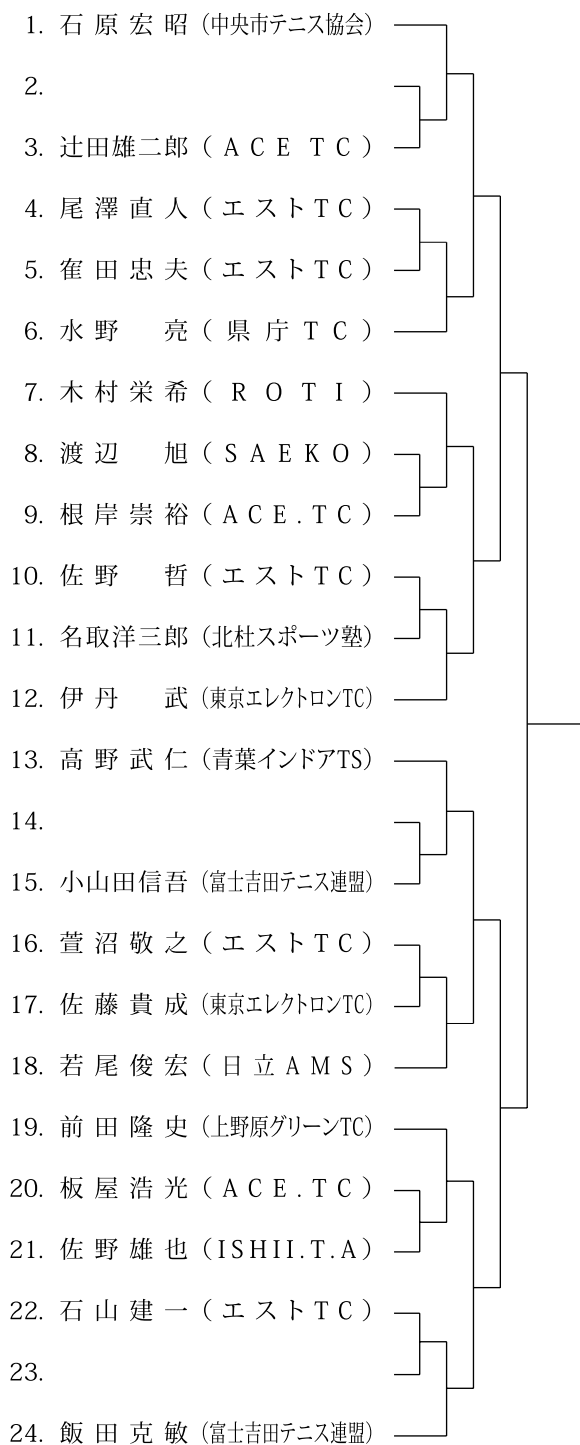 1. 石原宏昭（中央市テニス協会）
2.
3. 辻田雄二郎（ACE TC）
4. 尾澤直人（エストTC）
5. 窪田忠夫（エストTC）
6. 水野　亮（県庁TC）
7. 木村栄希（ROTI）
8. 渡辺　旭（SAEKO）
9. 根岸崇裕（ACE.TC）
10. 佐野　哲（エストTC）
11. 名取洋三郎（北杜スポーツ塾）
12. 伊丹　武（東京エレクトロンTC）
13. 高野武仁（青葉インドアTS）
14.
15. 小山田信吾（富士吉田テニス連盟）
16. 萱沼敬之（エストTC）
17. 佐藤貴成（東京エレクトロンTC）
18. 若尾俊宏（日立AMS）
19. 前田隆史（上野原グリーンTC）
20. 板屋浩光（ACE.TC）
21. 佐野雄也（ISHII.T.A）
22. 石山建一（エストTC）
23.
24. 飯田克敏（富士吉田テニス連盟）